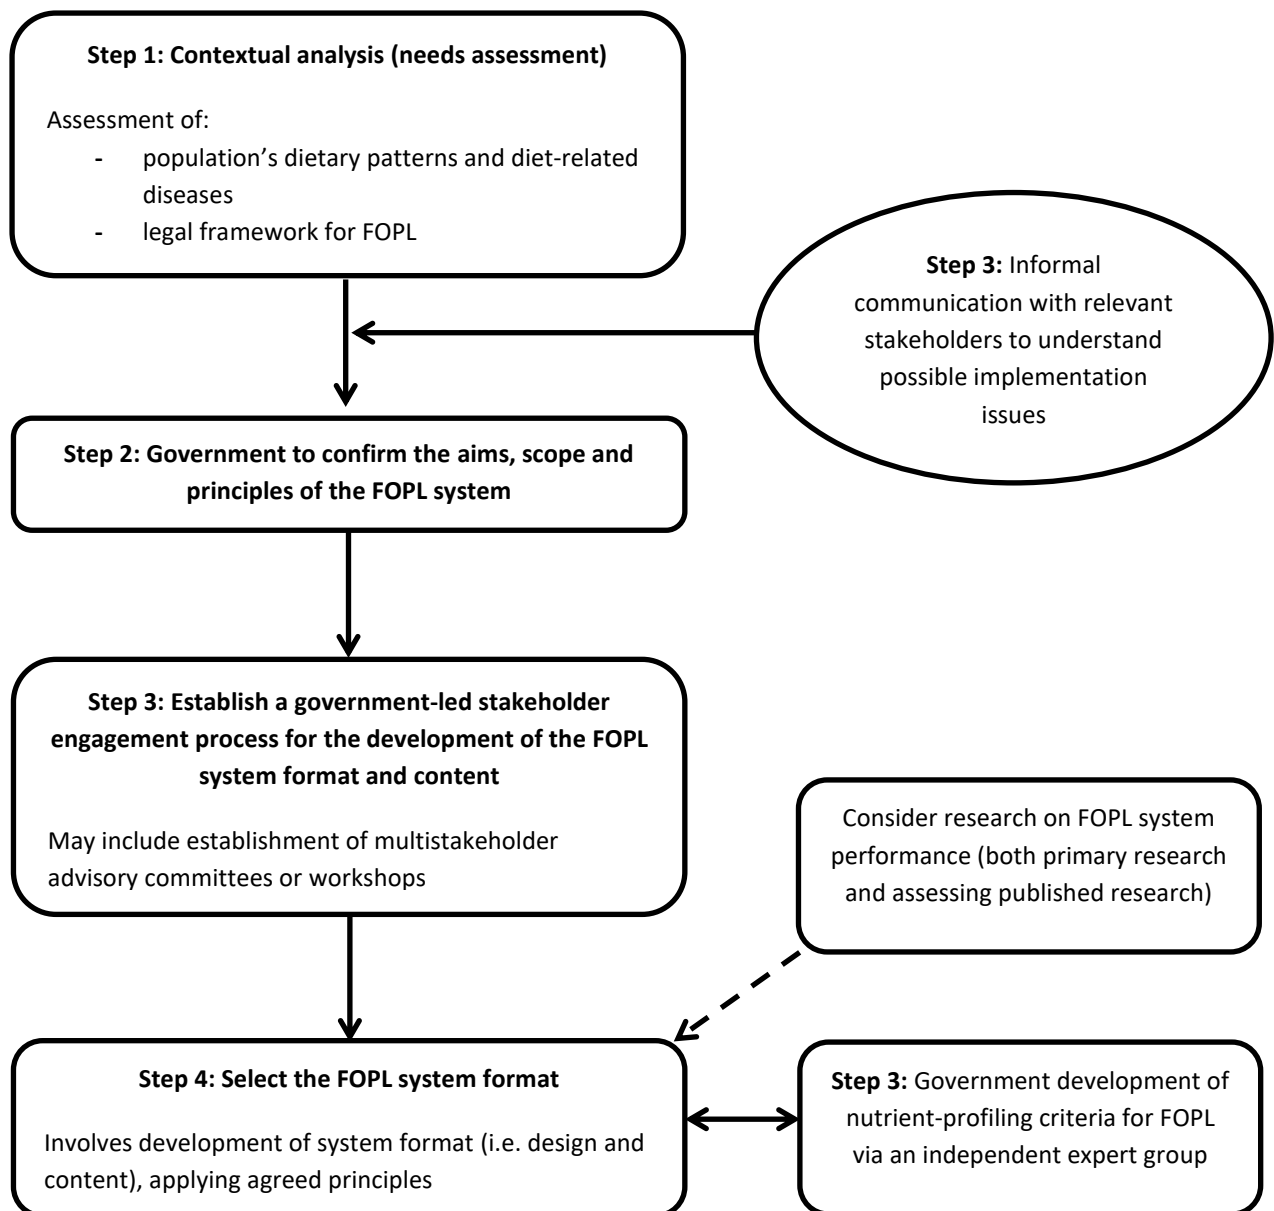 Step 1: Contextual analysis (needs assessment)
Assessment of:
- population’s dietary patterns and diet-related
diseases
- legal framework for FOPL
Step 3: Informal
communication with relevant
stakeholders to understand
possible implementation
issues
Step 2: Government to confirm the aims, scope and
principles of the FOPL system
Step 3: Establish a government-led stakeholder
engagement process for the development of the FOPL
system format and content
May include establishment of multistakeholder
advisory committees or workshops
Consider research on FOPL system
performance (both primary research
and assessing published research)
Step 4: Select the FOPL system format
Involves development of system format (i.e. design and
content), applying agreed principles
Step 3: Government development of
nutrient-profiling criteria for FOPL
via an independent expert group